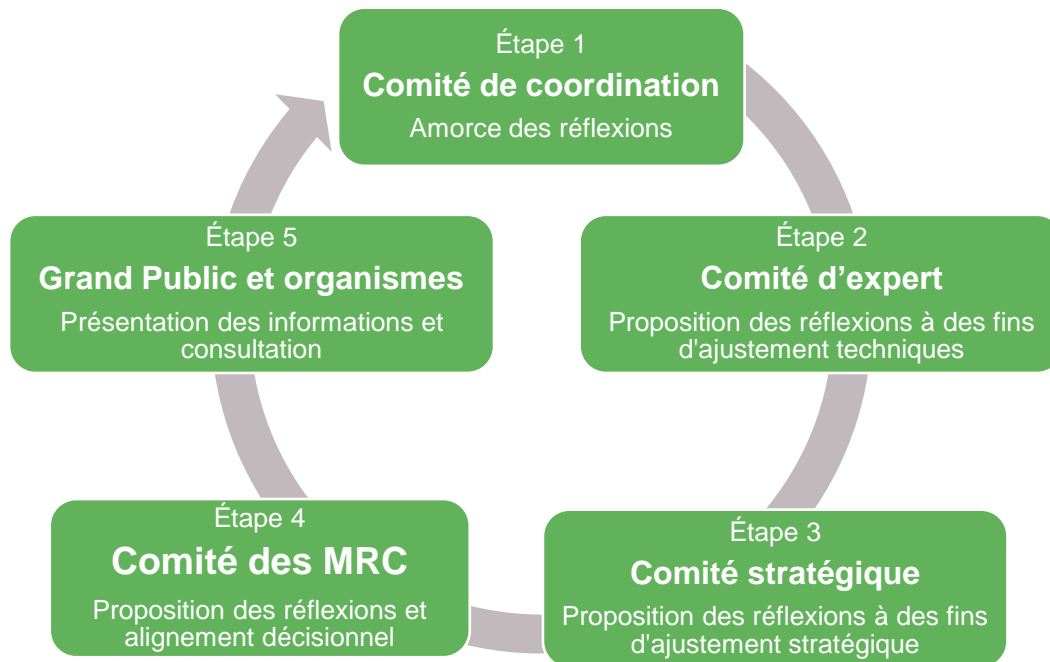 Étape 1
Comité de coordination
Amorce des réflexions
Étape 2
Comité d’expert
Proposition des réflexions à des fins
d'ajustement techniques
Étape 3
Comité stratégique
Proposition des réflexions à des fins
d'ajustement stratégique
Étape 4
Comité des MRC
Proposition des réflexions et
alignement décisionnel
Étape 5
Grand Public et organismes
Présentation des informations et
consultation